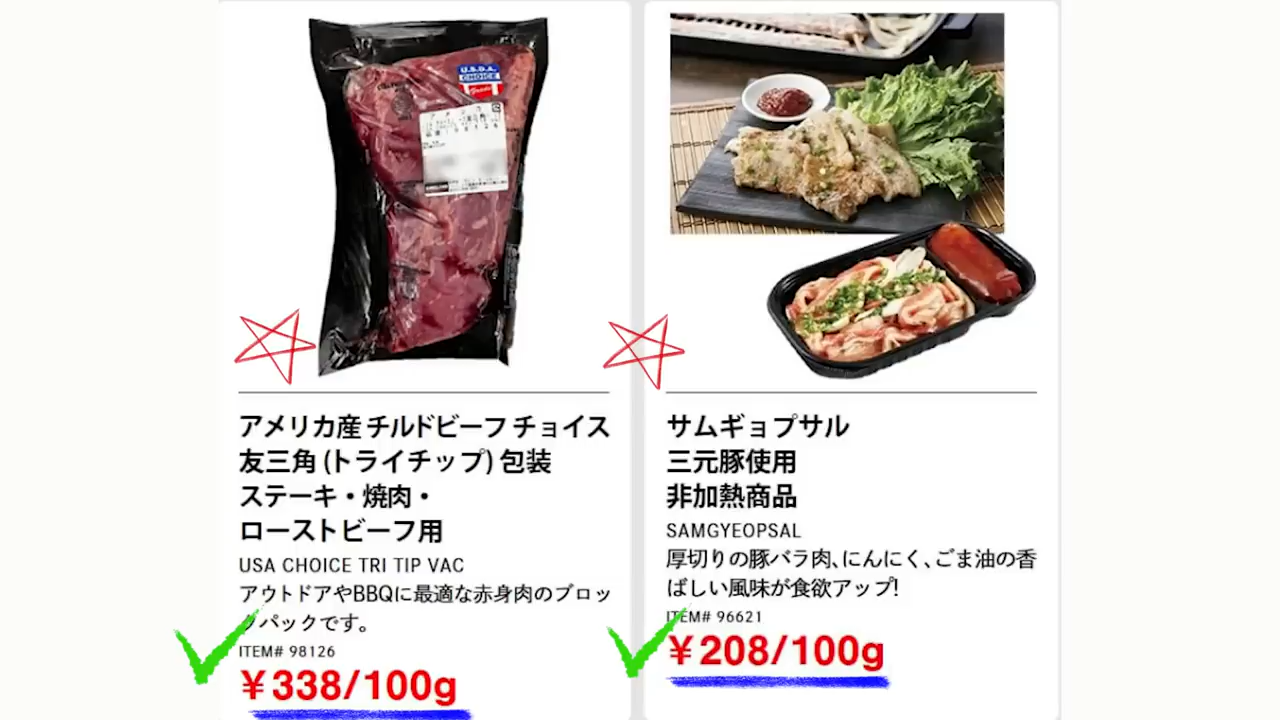 U.S.D.A.
CHOICE
アメリカ産 チルドビーフ チョイス
友三角 (トライチップ) 包装
ステーキ・焼肉・
ローストビーフ用
USA CHOICE TRI TIP VAC
アウトドアやBBQに最適な赤身肉のブロッ
クパックです。
ITEM# 98126
￥338/100g
サムギョプサル
三元豚使用
非加熱商品
SAMGYEOPSAL
厚切りの豚バラ肉、にんにく、ごま油の香
ばしい風味が食欲アップ!
ITEM# 96621
￥208/100g